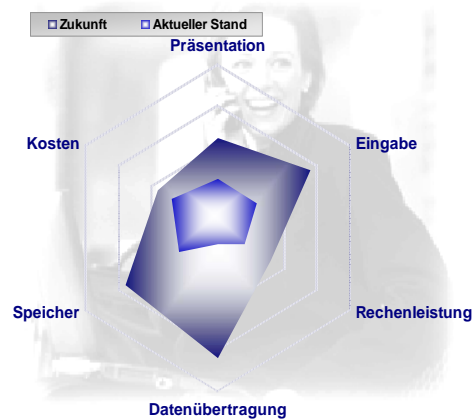 Zukunft Aktueller Stand
Präsentation
Kosten
Eingabe
Speicher
Rechenleistung
Datenübertragung